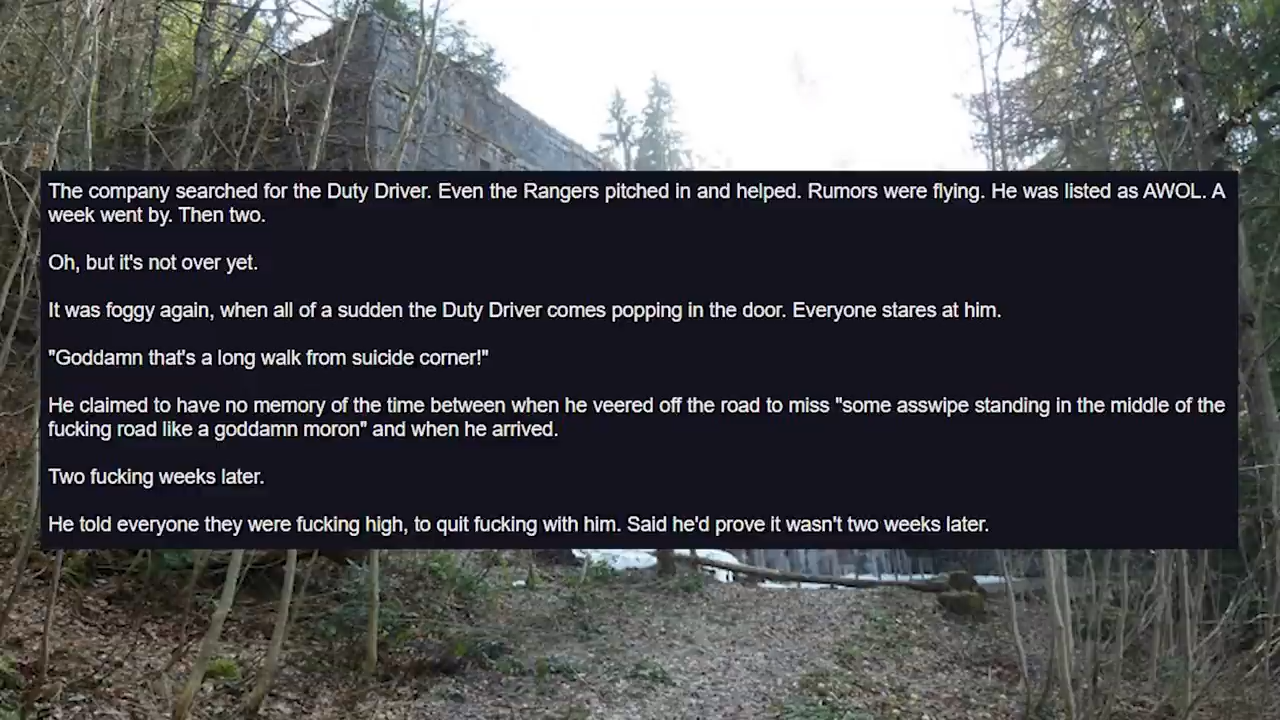 The company searched for the Duty Driver. Even the Rangers pitched in and helped. Rumors were flying. He was listed as AWOL. A
week went by. Then two.
Oh, but it's not over yet.
It was foggy again, when all of a sudden the Duty Driver comes popping in the door. Everyone stares at him.
"Goddamn that's a long walk from suicide corner!"
He claimed to have no memory of the time between when he veered off the road to miss "some asswipe standing in the middle of the
fucking road like a goddamn moron" and when he arrived.
Two fucking weeks later.
He told everyone they were fucking high, to quit fucking with him. Said he'd prove it wasn't two weeks later.